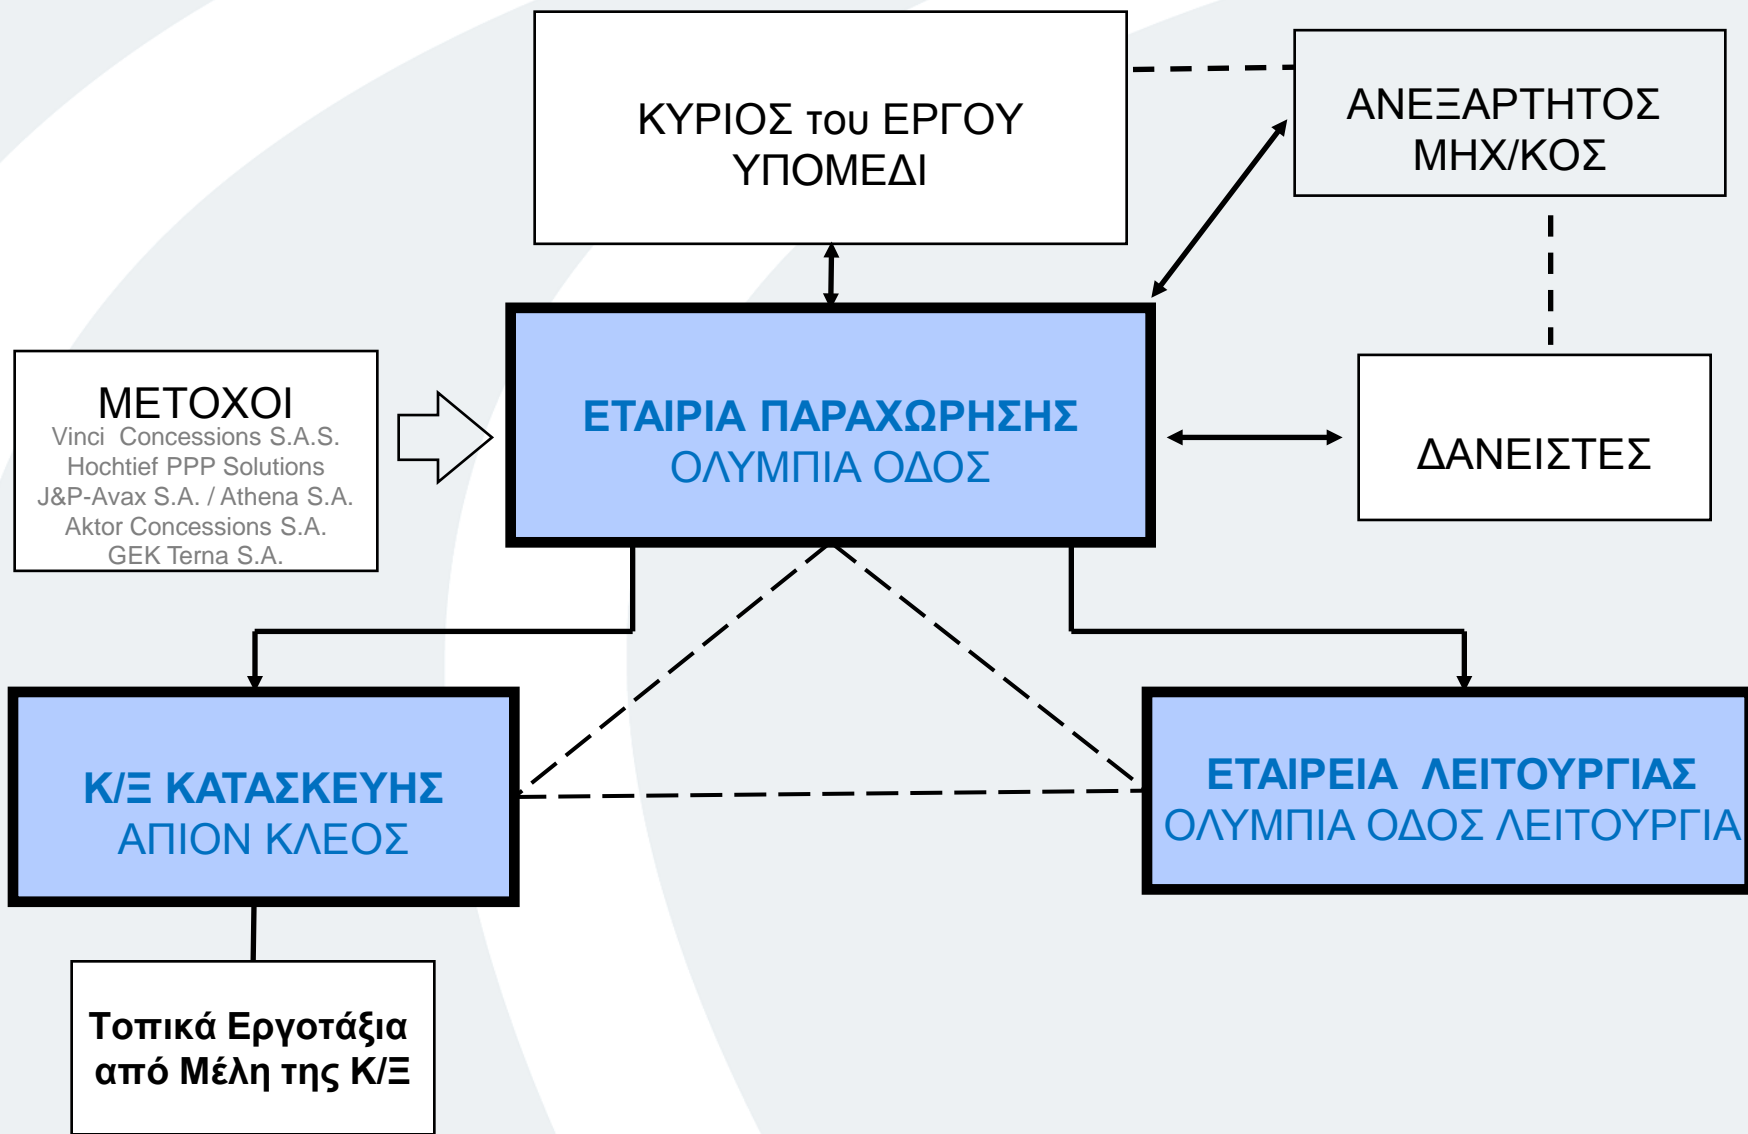 ΚΥΡΙΟΣ του ΕΡΓΟΥ
ΥΠΟΜΕΔΙ
ΑΝΕΞΑΡΤΗΤΟΣ
ΜΗΧ/ΚΟΣ
ΜΕΤΟΧΟΙ
Vinci Concessions S.A.S.
Hochtief PPP Solutions
J&P-Avax S.A. / Athena S.A.
Aktor Concessions S.A.
GEK Terna S.A.
ΕΤΑΙΡΙΑ ΠΑΡΑΧΩΡΗΣΗΣ
ΟΛΥΜΠΙΑ ΟΔΟΣ
ΔΑΝΕΙΣΤΕΣ
Κ/Ξ ΚΑΤΑΣΚΕΥΗΣ
ΑΠΙΟΝ ΚΛΕΟΣ
ΕΤΑΙΡΕΙΑ ΛΕΙΤΟΥΡΓΙΑΣ
ΟΛΥΜΠΙΑ ΟΔΟΣ ΛΕΙΤΟΥΡΓΙΑ
Τοπικά Εργοτάξια
από Μέλη της Κ/Ξ